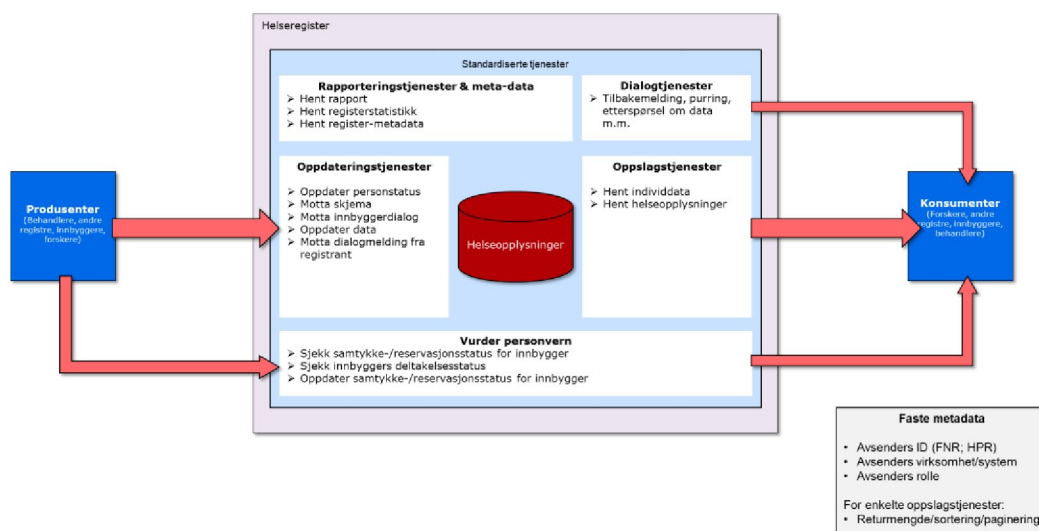 Helseregister
Standardiserte tjenester
Rapporteringstjenester & meta-data
➢ Hent rapport
➢ Hent registerstatistikk
➢ Hent register-metadata
Dialogtjenester
➢ Tilbakemelding, purring,
etterspørsel om data
m.m.
Produsenter
(Behandlere, andre
registre, innbyggere,
forskere)
Oppdateringstjenester
➢ Oppdater personstatus
➢ Motta skjema
➢ Motta innbyggerdialog
➢ Oppdater data
➢ Motta dialogmelding fra
registrant
Helseopplysninger
Oppslagstjenester
➢ Hent individdata
➢ Hent helseopplysninger
Konsumenter
(Forskere, andre
registre, innbyggere,
behandlere)
Vurder personvern
➢ Sjekk samtykke-/reservasjonsstatus for innbygger
➢ Sjekk innbyggers deltakelsesstatus
➢ Oppdater samtykke-/reservasjonsstatus for innbygger
Faste metadata
• Avsenders ID (FNR; HPR)
• Avsenders virksomhet/system
• Avsenders rolle
For enkelte oppslagstjenester:
• Returmengde/sortering/paginering